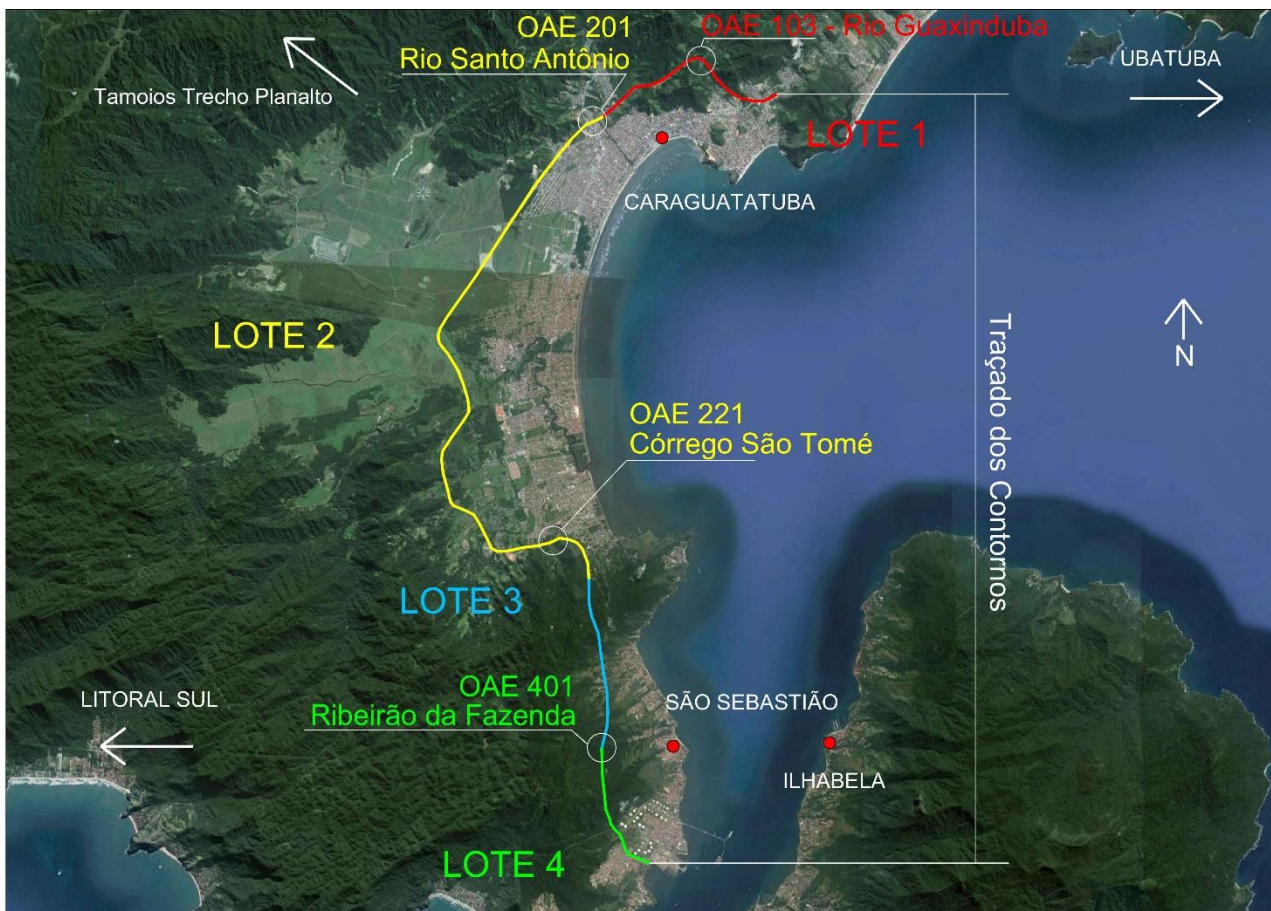 OAE 201
Rio Santo Antônio
OAE 103 - Rio Guaxinduba
UBATUBA
Tamoios Trecho Planalto
LOTE 1
CARAGUATATUBA
LOTE 2
N
Traçado dos Contornos
OAE 221
Córrego São Tomé
LOTE 3
OAE 401
Ribeirão da Fazenda
LITORAL SUL
SÃO SEBASTIÃO
ILHABELA
LOTE 4